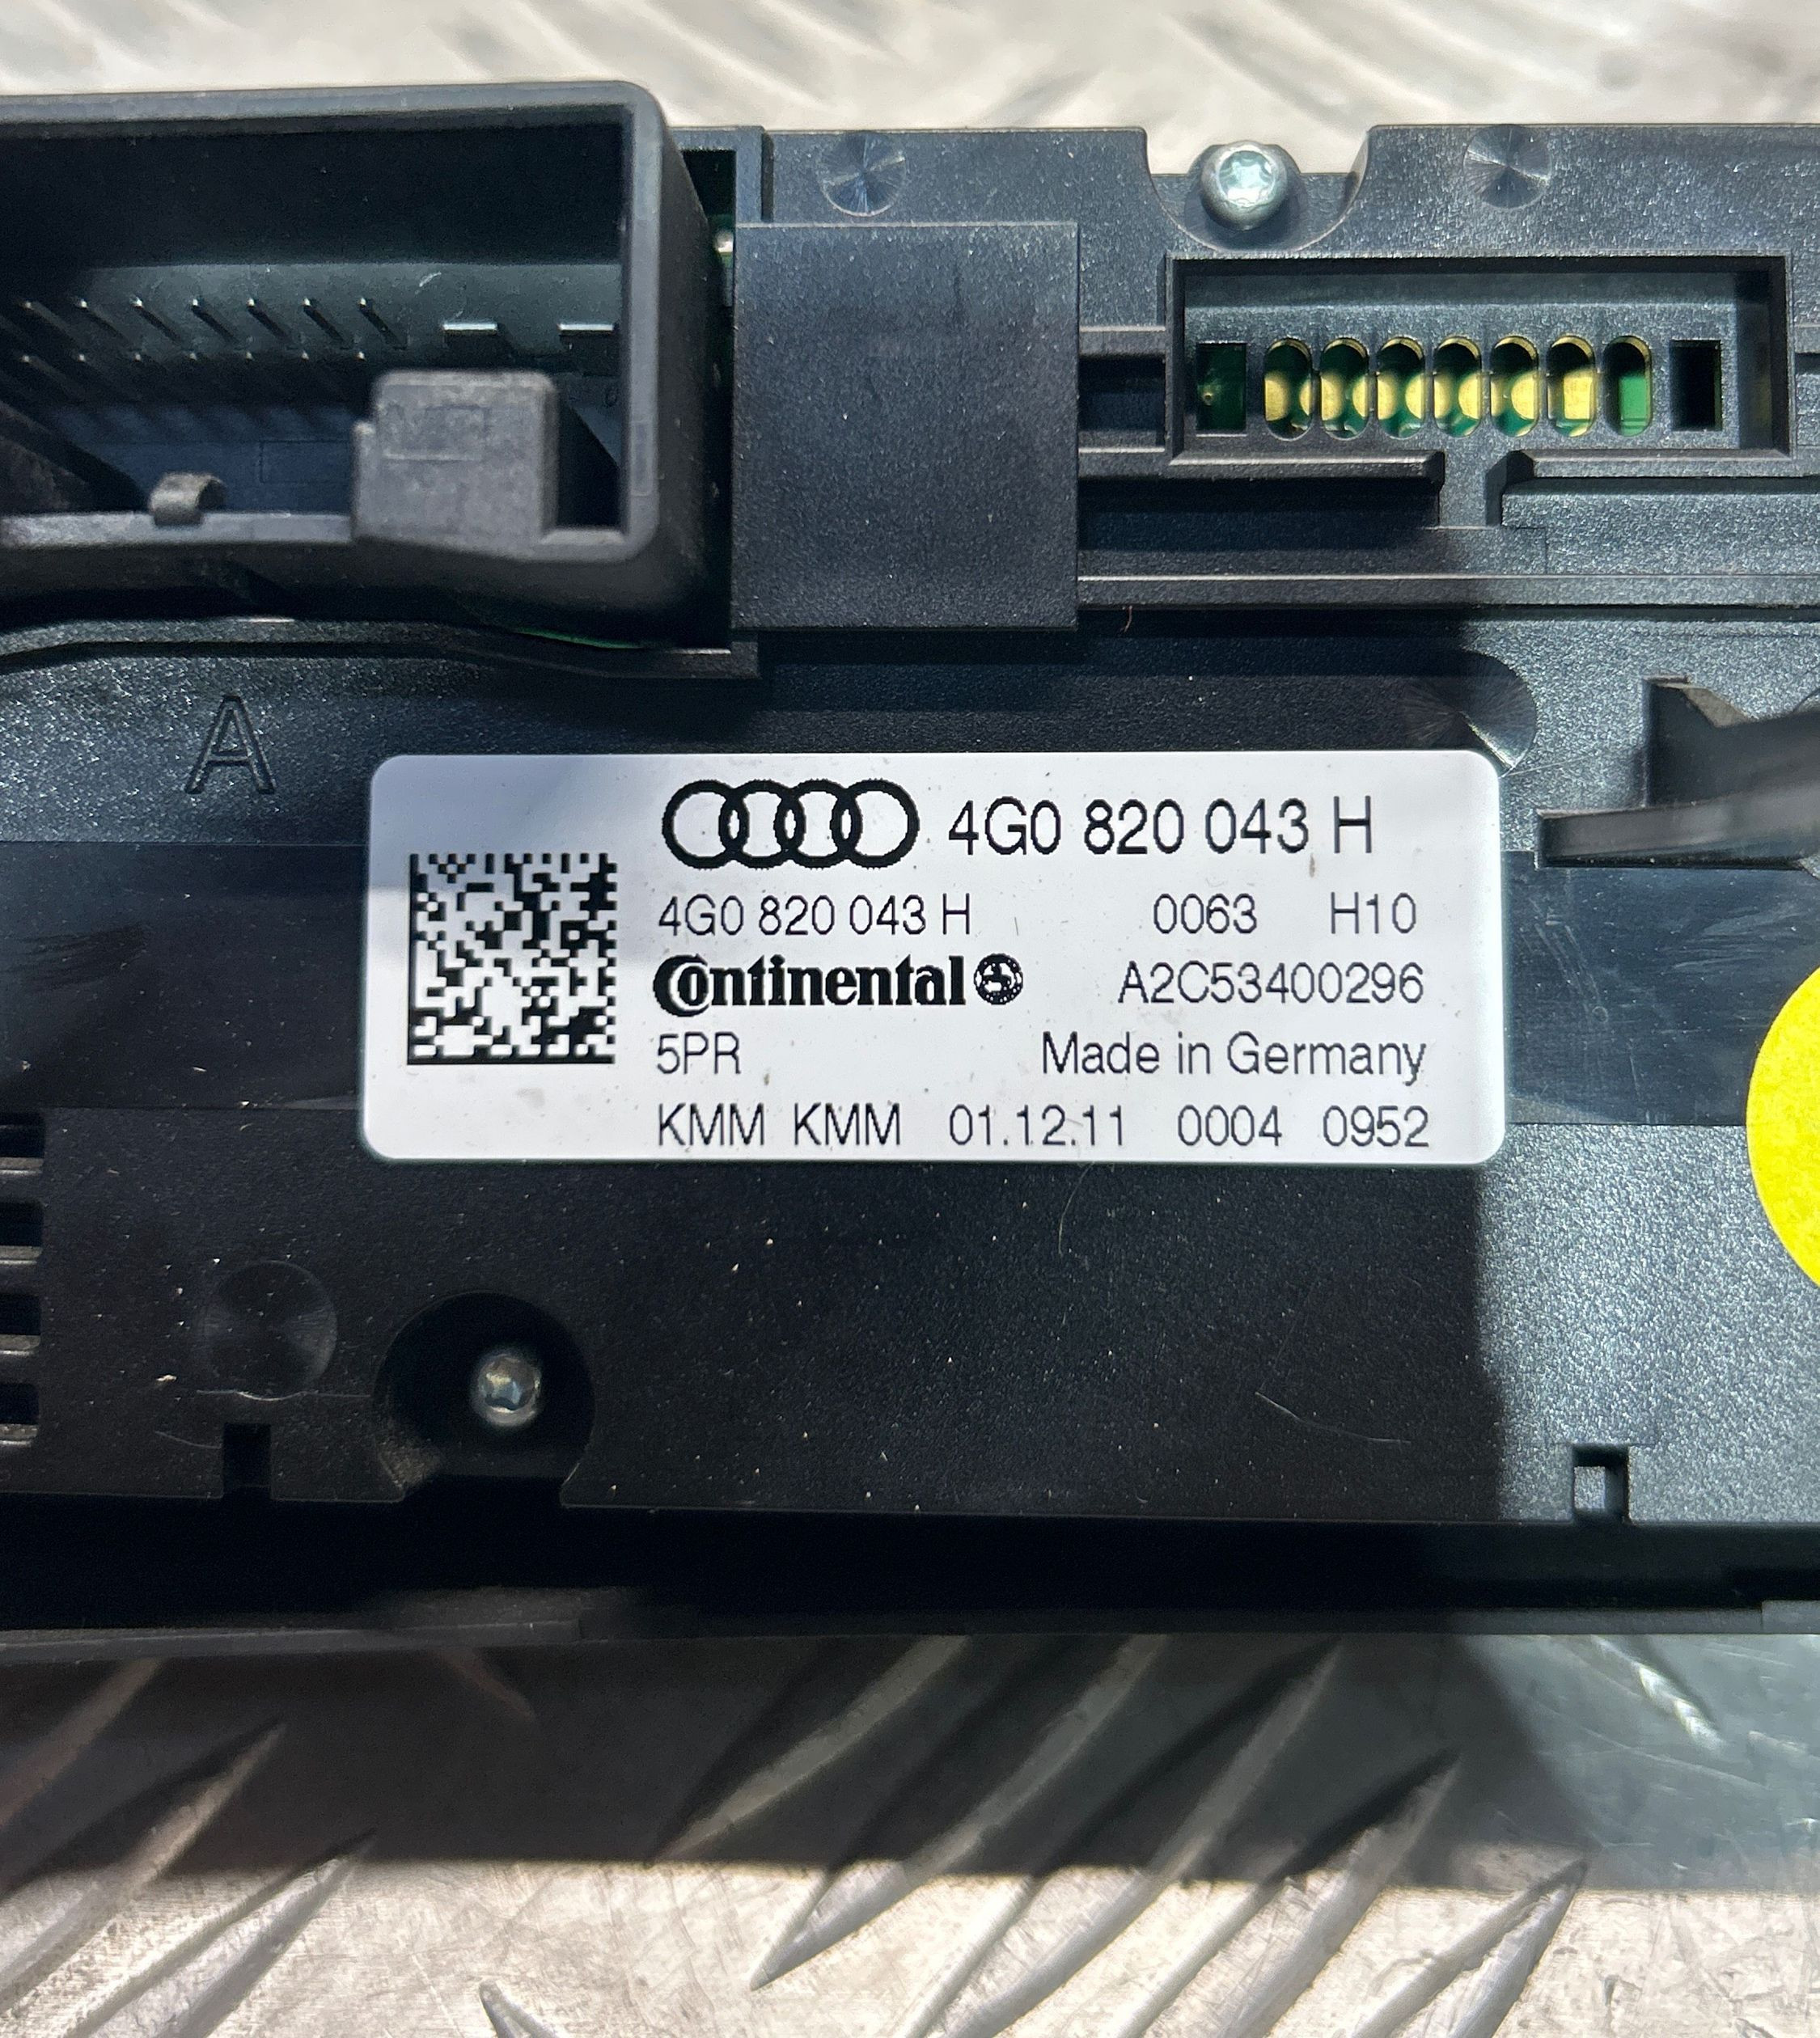 A
4G0 820 043 H
4G0 820 043 H 0063 H10
Continental A2C53400296
5PR Made in Germany
KMM KMM 01.12.11 0004 0952